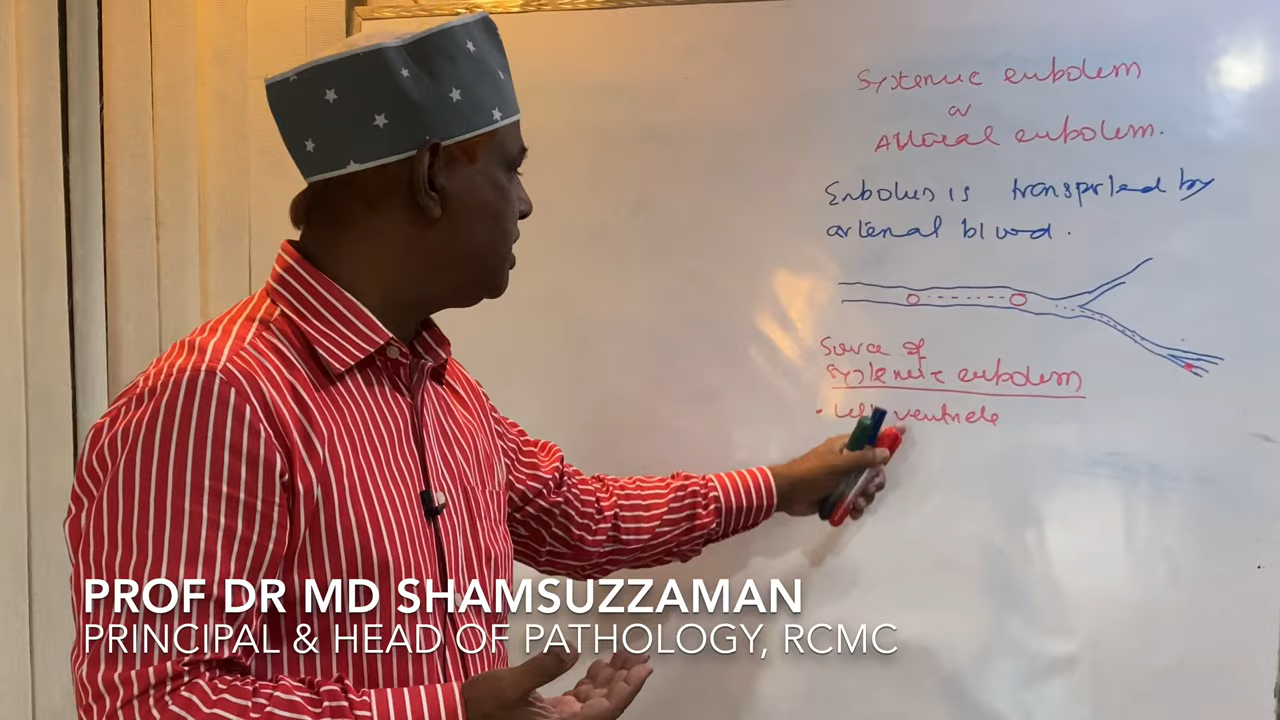 Systemic embolism
or
Arterial embolism.
Embolus is transported by
arterial blood.
Source of
systemic embolism
• Left ventricle
PROF DR MD SHAMSUZZAMAN
PRINCIPAL & HEAD OF PATHOLOGY, RCMC